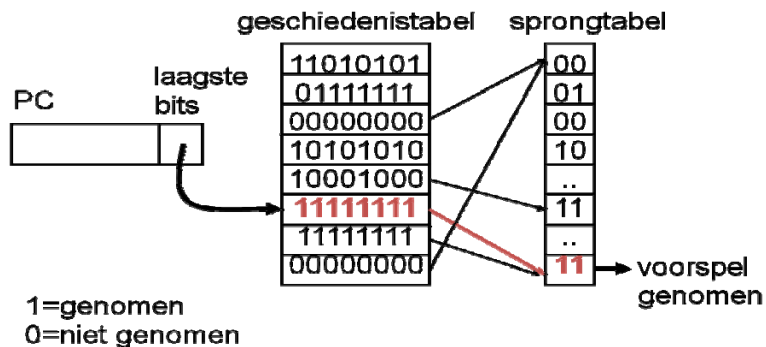 geschiedenistabel
sprongtabel
PC
laagste
bits
11010101
01111111
00000000
10101010
10001000
11111111
11111111
00000000
00
01
00
10
..
11
..
11
voorspel
genomen
1=genomen
0=niet genomen